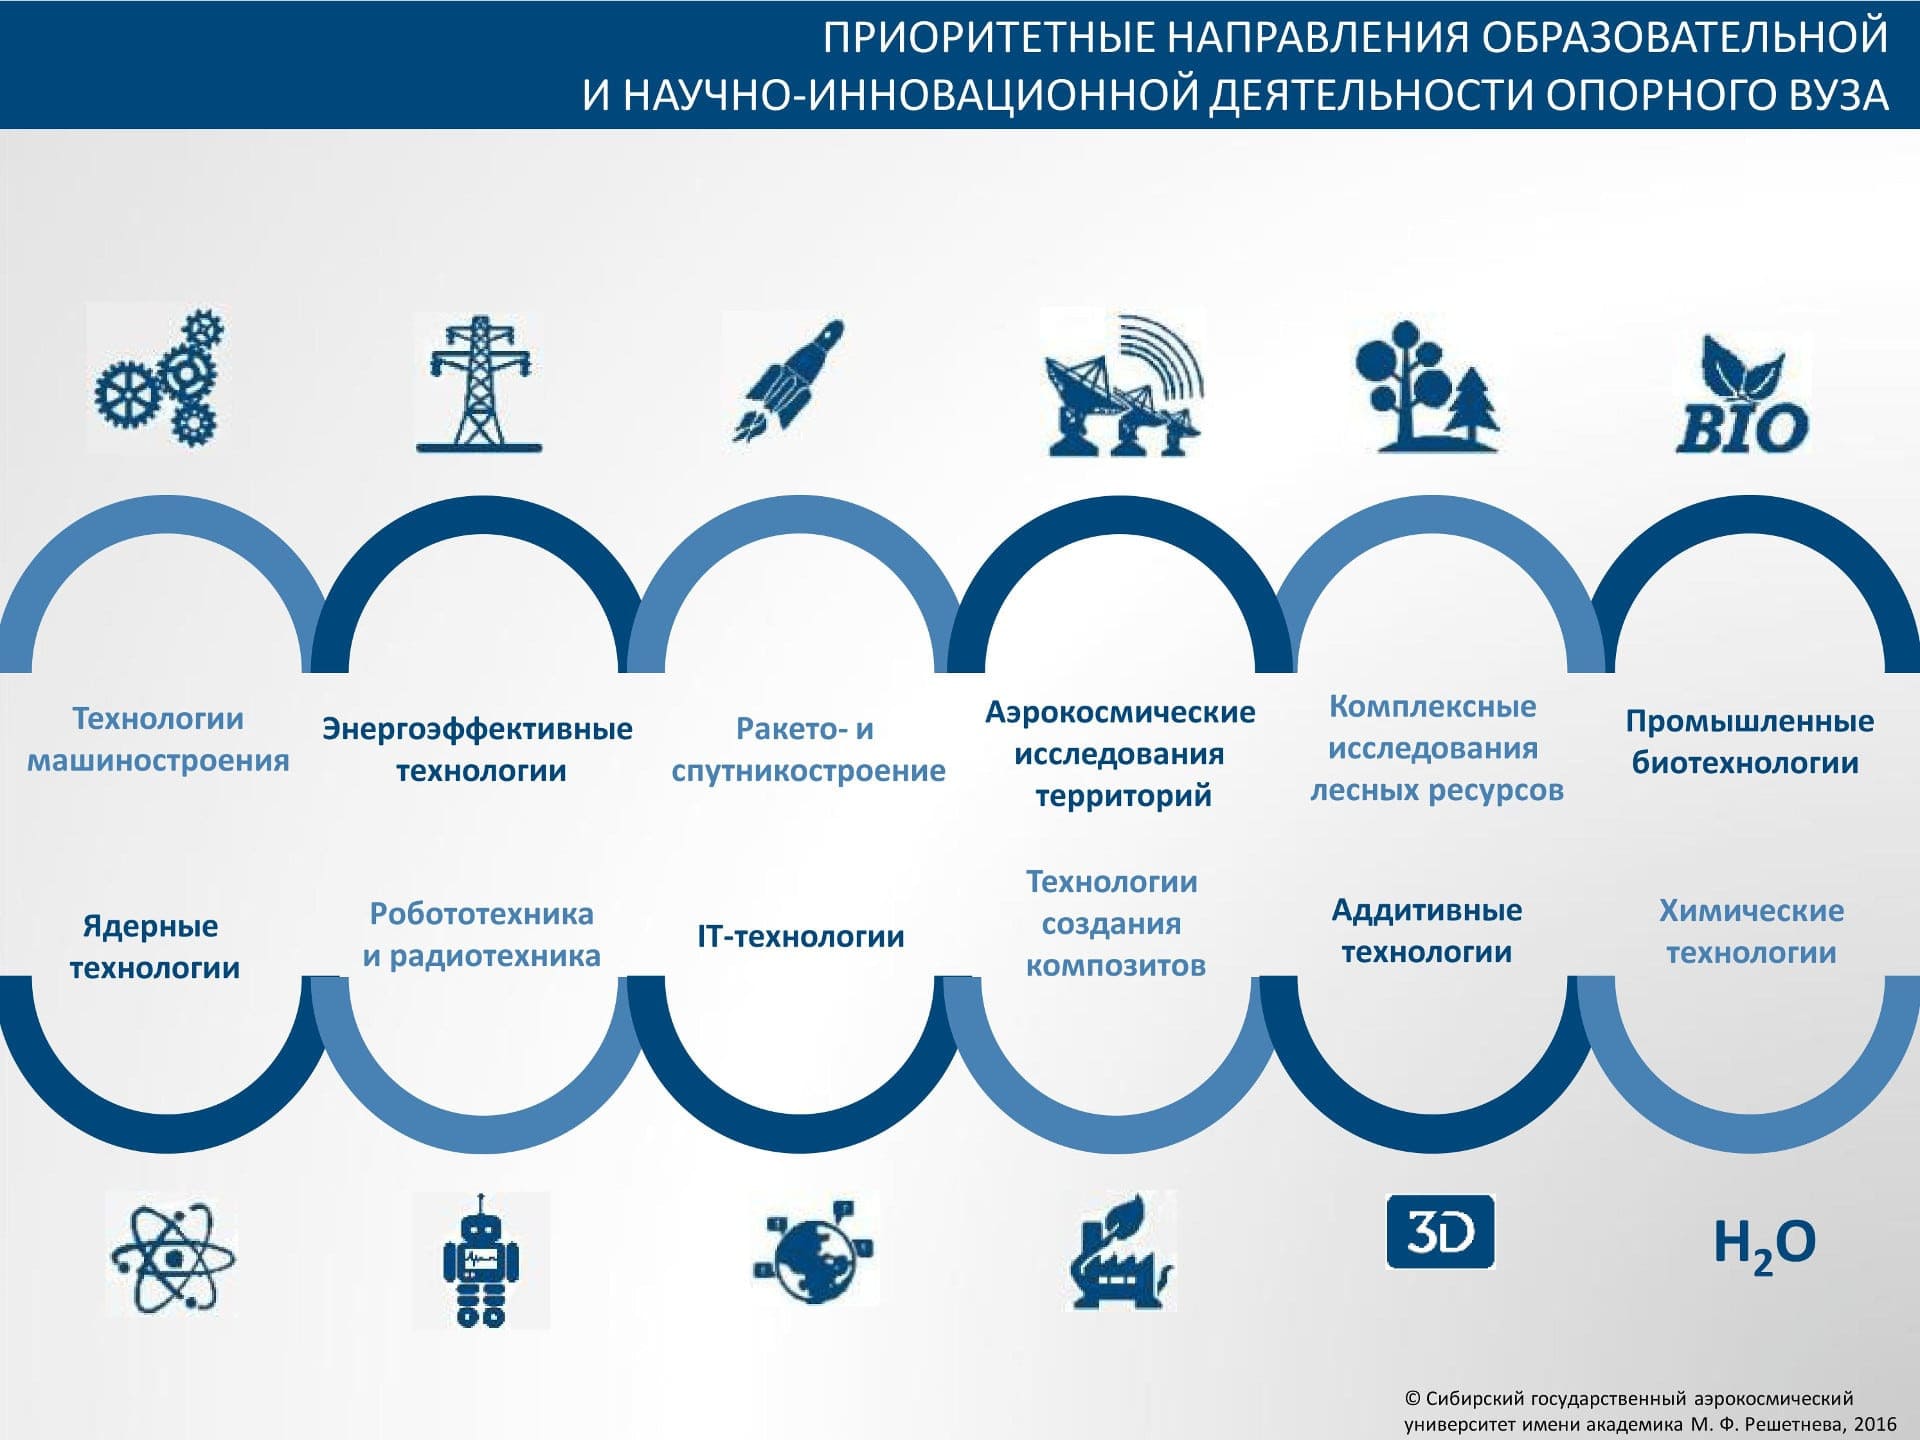 ПРИОРИТЕТНЫЕ НАПРАВЛЕНИЯ ОБРАЗОВАТЕЛЬНОЙ
И НАУЧНО-ИННОВАЦИОННОЙ ДЕЯТЕЛЬНОСТИ ОПОРНОГО ВУЗА
BIO
Технологии
машиностроения
Энергоэффективные
технологии
Ракето- и
спутникостроение
Аэрокосмические
исследования
территорий
Комплексные
исследования
лесных ресурсов
Промышленные
биотехнологии
Ядерные
технологии
Робототехника
и радиотехника
IT-технологии
Технологии
создания
композитов
Аддитивные
технологии
Химические
технологии
3D
H₂O
© Сибирский государственный аэрокосмический
университет имени академика М. Ф. Решетнева, 2016